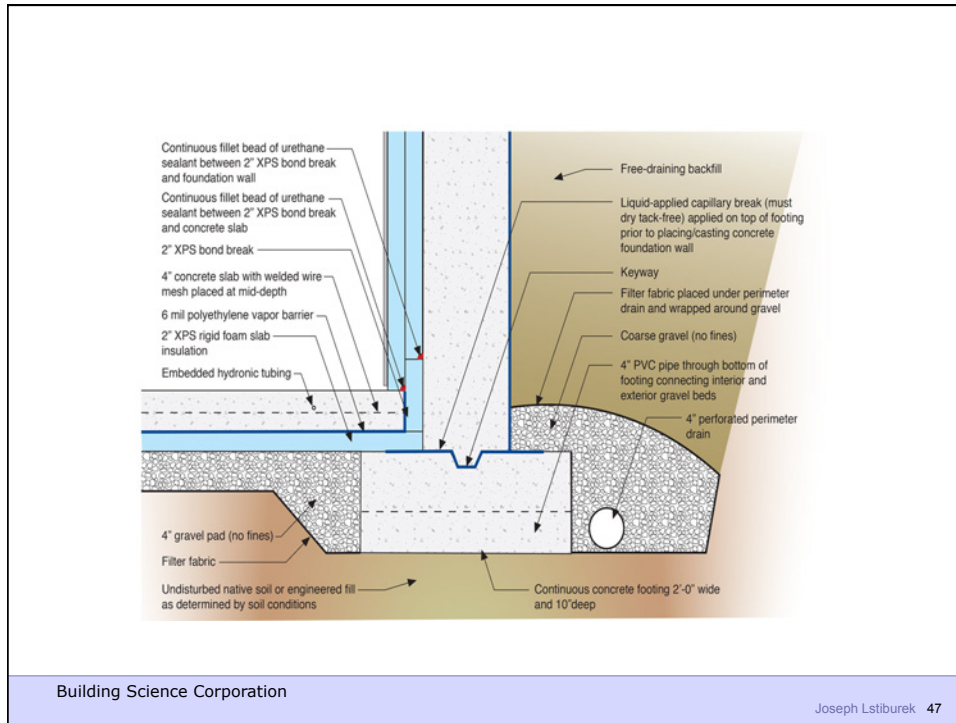 Continuous fillet bead of urethane
sealant between 2" XPS bond break
and foundation wall
Continuous fillet bead of urethane
sealant between 2" XPS bond break
and concrete slab
2" XPS bond break
4" concrete slab with welded wire
mesh placed at mid-depth
6 mil polyethylene vapor barrier
2" XPS rigid foam slab
insulation
Embedded hydronic tubing
4" gravel pad (no fines)
Filter fabric
Undisturbed native soil or engineered fill
as determined by soil conditions
Free-draining backfill
Liquid-applied capillary break (must
dry tack-free) applied on top of footing
prior to placing/casting concrete
foundation wall
Keyway
Filter fabric placed under perimeter
drain and wrapped around gravel
Coarse gravel (no fines)
4" PVC pipe through bottom of
footing connecting interior and
exterior gravel beds
4" perforated perimeter
drain
Continuous concrete footing 2'-0" wide
and 10"deep
Building Science Corporation
Joseph Lstiburek 47